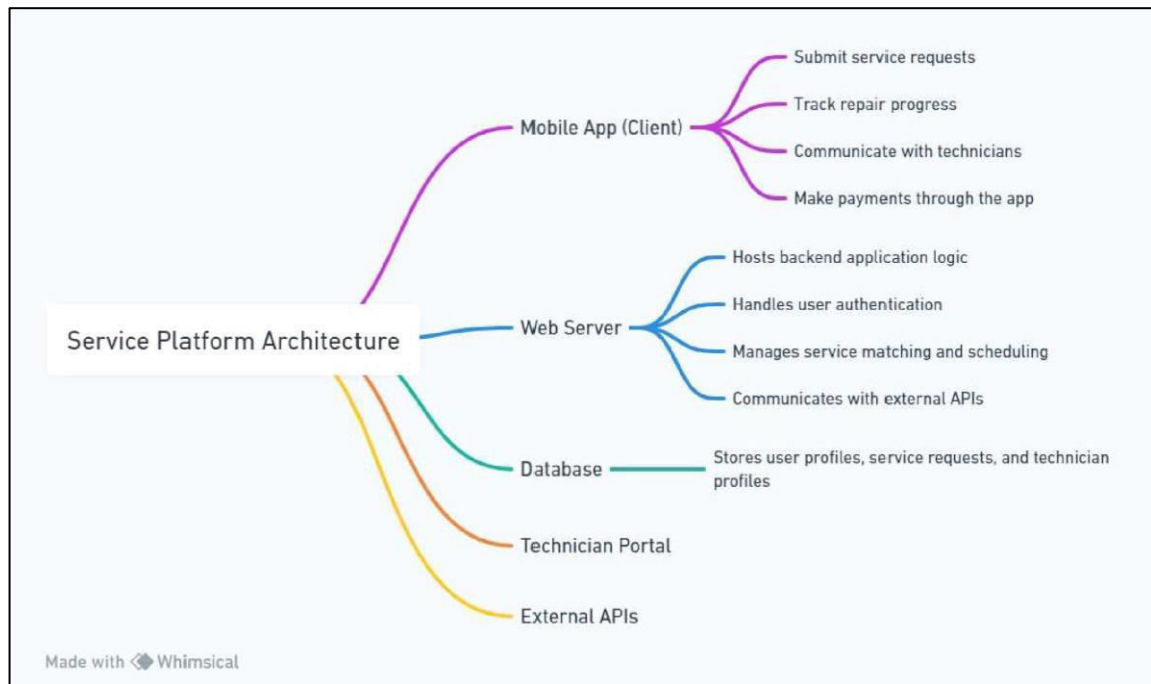 Service Platform Architecture
Mobile App (Client)
Submit service requests
Track repair progress
Communicate with technicians
Make payments through the app
Web Server
Hosts backend application logic
Handles user authentication
Manages service matching and scheduling
Communicates with external APIs
Database
Stores user profiles, service requests, and technician
profiles
Technician Portal
External APIs
Made with Whimsical